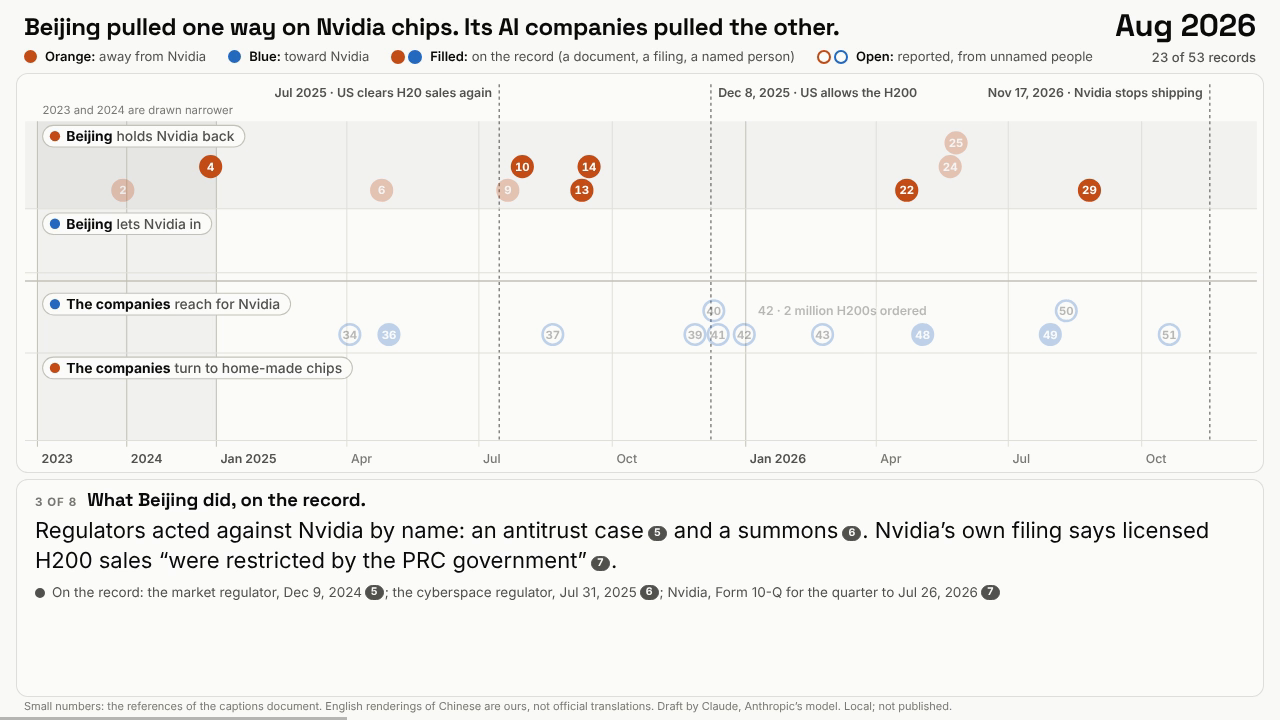 Beijing pulled one way on Nvidia chips. Its AI companies pulled the other.
Aug 2026
Orange: away from Nvidia
Blue: toward Nvidia
Filled: on the record (a document, a filing, a named person)
Open: reported, from unnamed people
23 of 53 records
Jul 2025 · US clears H20 sales again
Dec 8, 2025 · US allows the H200
Nov 17, 2026 · Nvidia stops shipping
2023 and 2024 are drawn narrower
Beijing holds Nvidia back
25
4
10
14
24
2
6
9
13
22
29
Beijing lets Nvidia in
The companies reach for Nvidia
40
42 · 2 million H200s ordered
50
34
36
37
39
41
42
43
48
49
51
The companies turn to home-made chips
2023
2024
Jan 2025
Apr
Jul
Oct
Jan 2026
Apr
Jul
Oct
3 OF 8 What Beijing did, on the record.
Regulators acted against Nvidia by name: an antitrust case 5 and a summons 6. Nvidia’s own filing says licensed
H200 sales “were restricted by the PRC government” 7.
On the record: the market regulator, Dec 9, 2024 5; the cyberspace regulator, Jul 31, 2025 6; Nvidia, Form 10-Q for the quarter to Jul 26, 2026 7
Small numbers: the references of the captions document. English renderings of Chinese are ours, not official translations. Draft by Claude, Anthropic’s model. Local; not published.